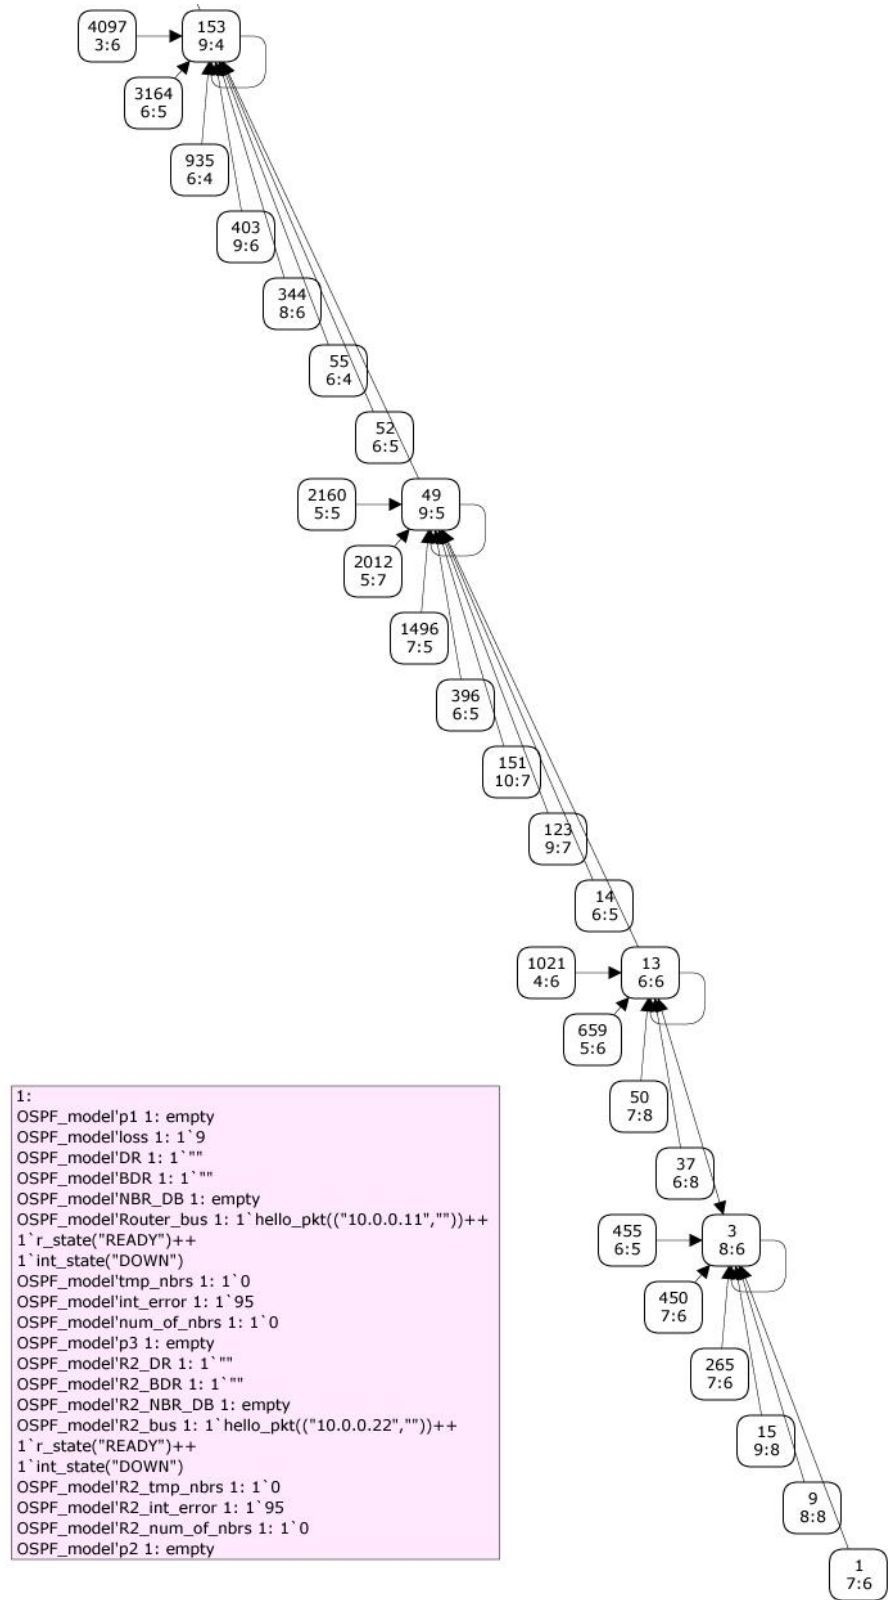 4097
3:6
153
9:4
3164
6:5
935
6:4
403
9:6
344
8:6
55
6:4
52
6:5
2160
5:5
49
9:5
2012
5:7
1496
7:5
396
6:5
151
10:7
123
9:7
14
6:5
1021
4:6
13
6:6
659
5:6
50
7:8
37
6:8
455
6:5
3
8:6
450
7:6
265
7:6
15
9:8
9
8:8
1
7:6
1:
OSPF_model'p1 1: empty
OSPF_model'loss 1: 1`9
OSPF_model'DR 1: 1`""
OSPF_model'BDR 1: 1`""
OSPF_model'NBR_DB 1: empty
OSPF_model'Router_bus 1: 1`hello_pkt(("10.0.0.11",""))++
1`r_state("READY")++
1`int_state("DOWN")
OSPF_model'tmp_nbrs 1: 1`0
OSPF_model'int_error 1: 1`95
OSPF_model'num_of_nbrs 1: 1`0
OSPF_model'p3 1: empty
OSPF_model'R2_DR 1: 1`""
OSPF_model'R2_BDR 1: 1`""
OSPF_model'R2_NBR_DB 1: empty
OSPF_model'R2_bus 1: 1`hello_pkt(("10.0.0.22",""))++
1`r_state("READY")++
1`int_state("DOWN")
OSPF_model'R2_tmp_nbrs 1: 1`0
OSPF_model'R2_int_error 1: 1`95
OSPF_model'R2_num_of_nbrs 1: 1`0
OSPF_model'p2 1: empty